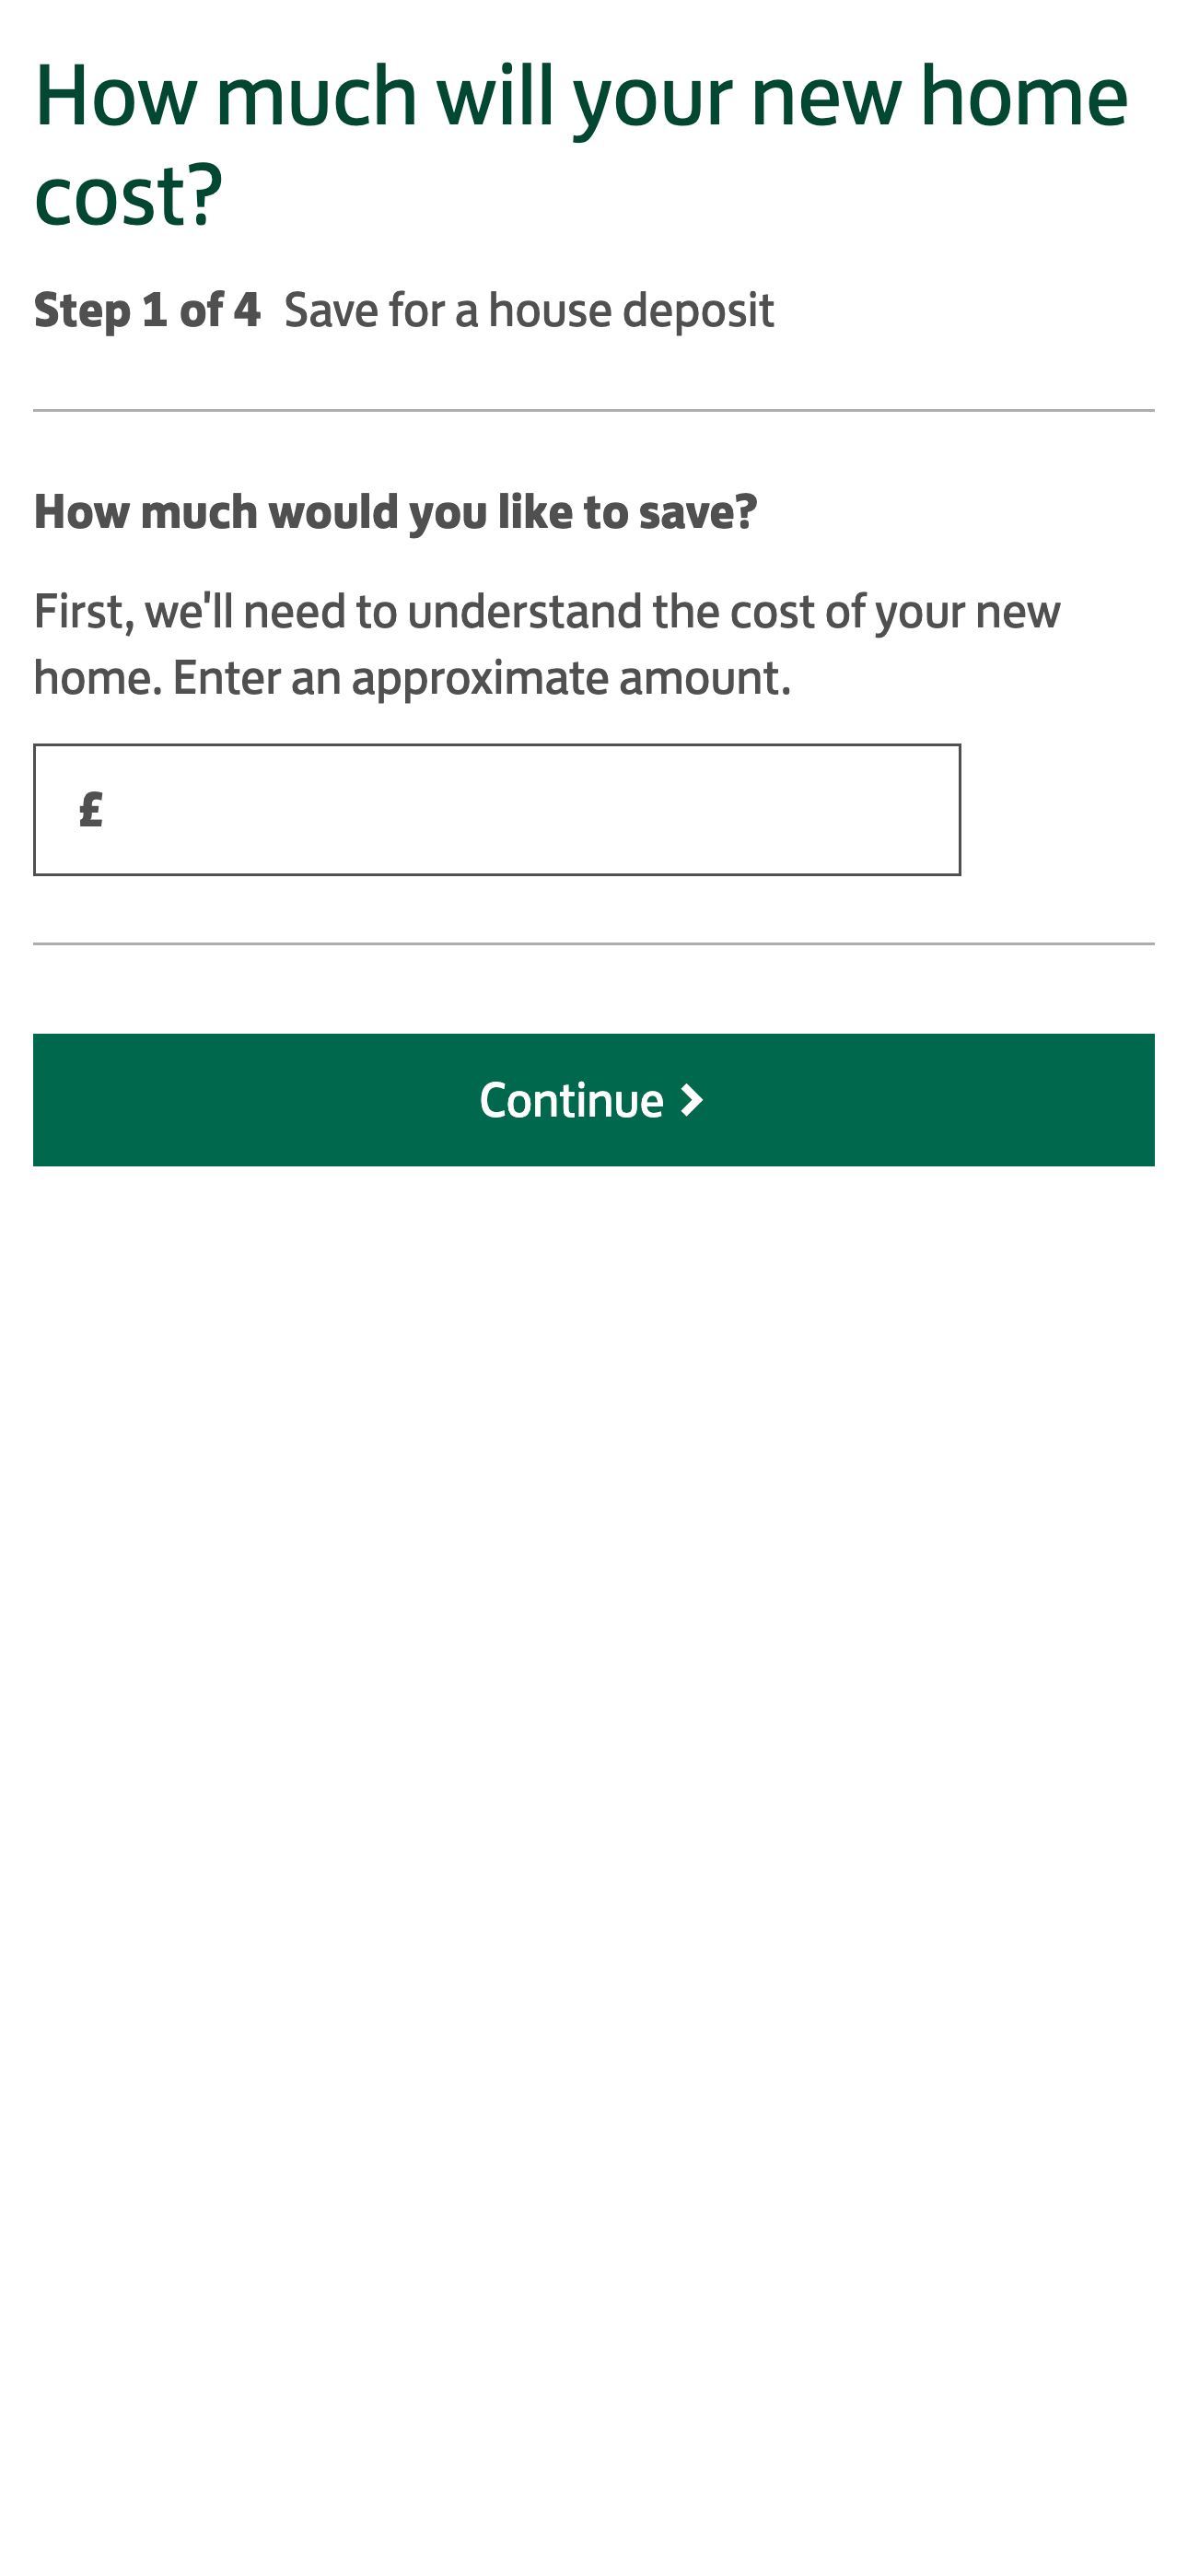 How much will your new home
cost?
Step 1 of 4 Save for a house deposit
How much would you like to save?
First, we'll need to understand the cost of your new
home. Enter an approximate amount.
£
Continue